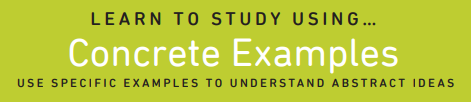 LEARN TO STUDY USING...
Concrete Examples
USE SPECIFIC EXAMPLES TO UNDERSTAND ABSTRACT IDEAS